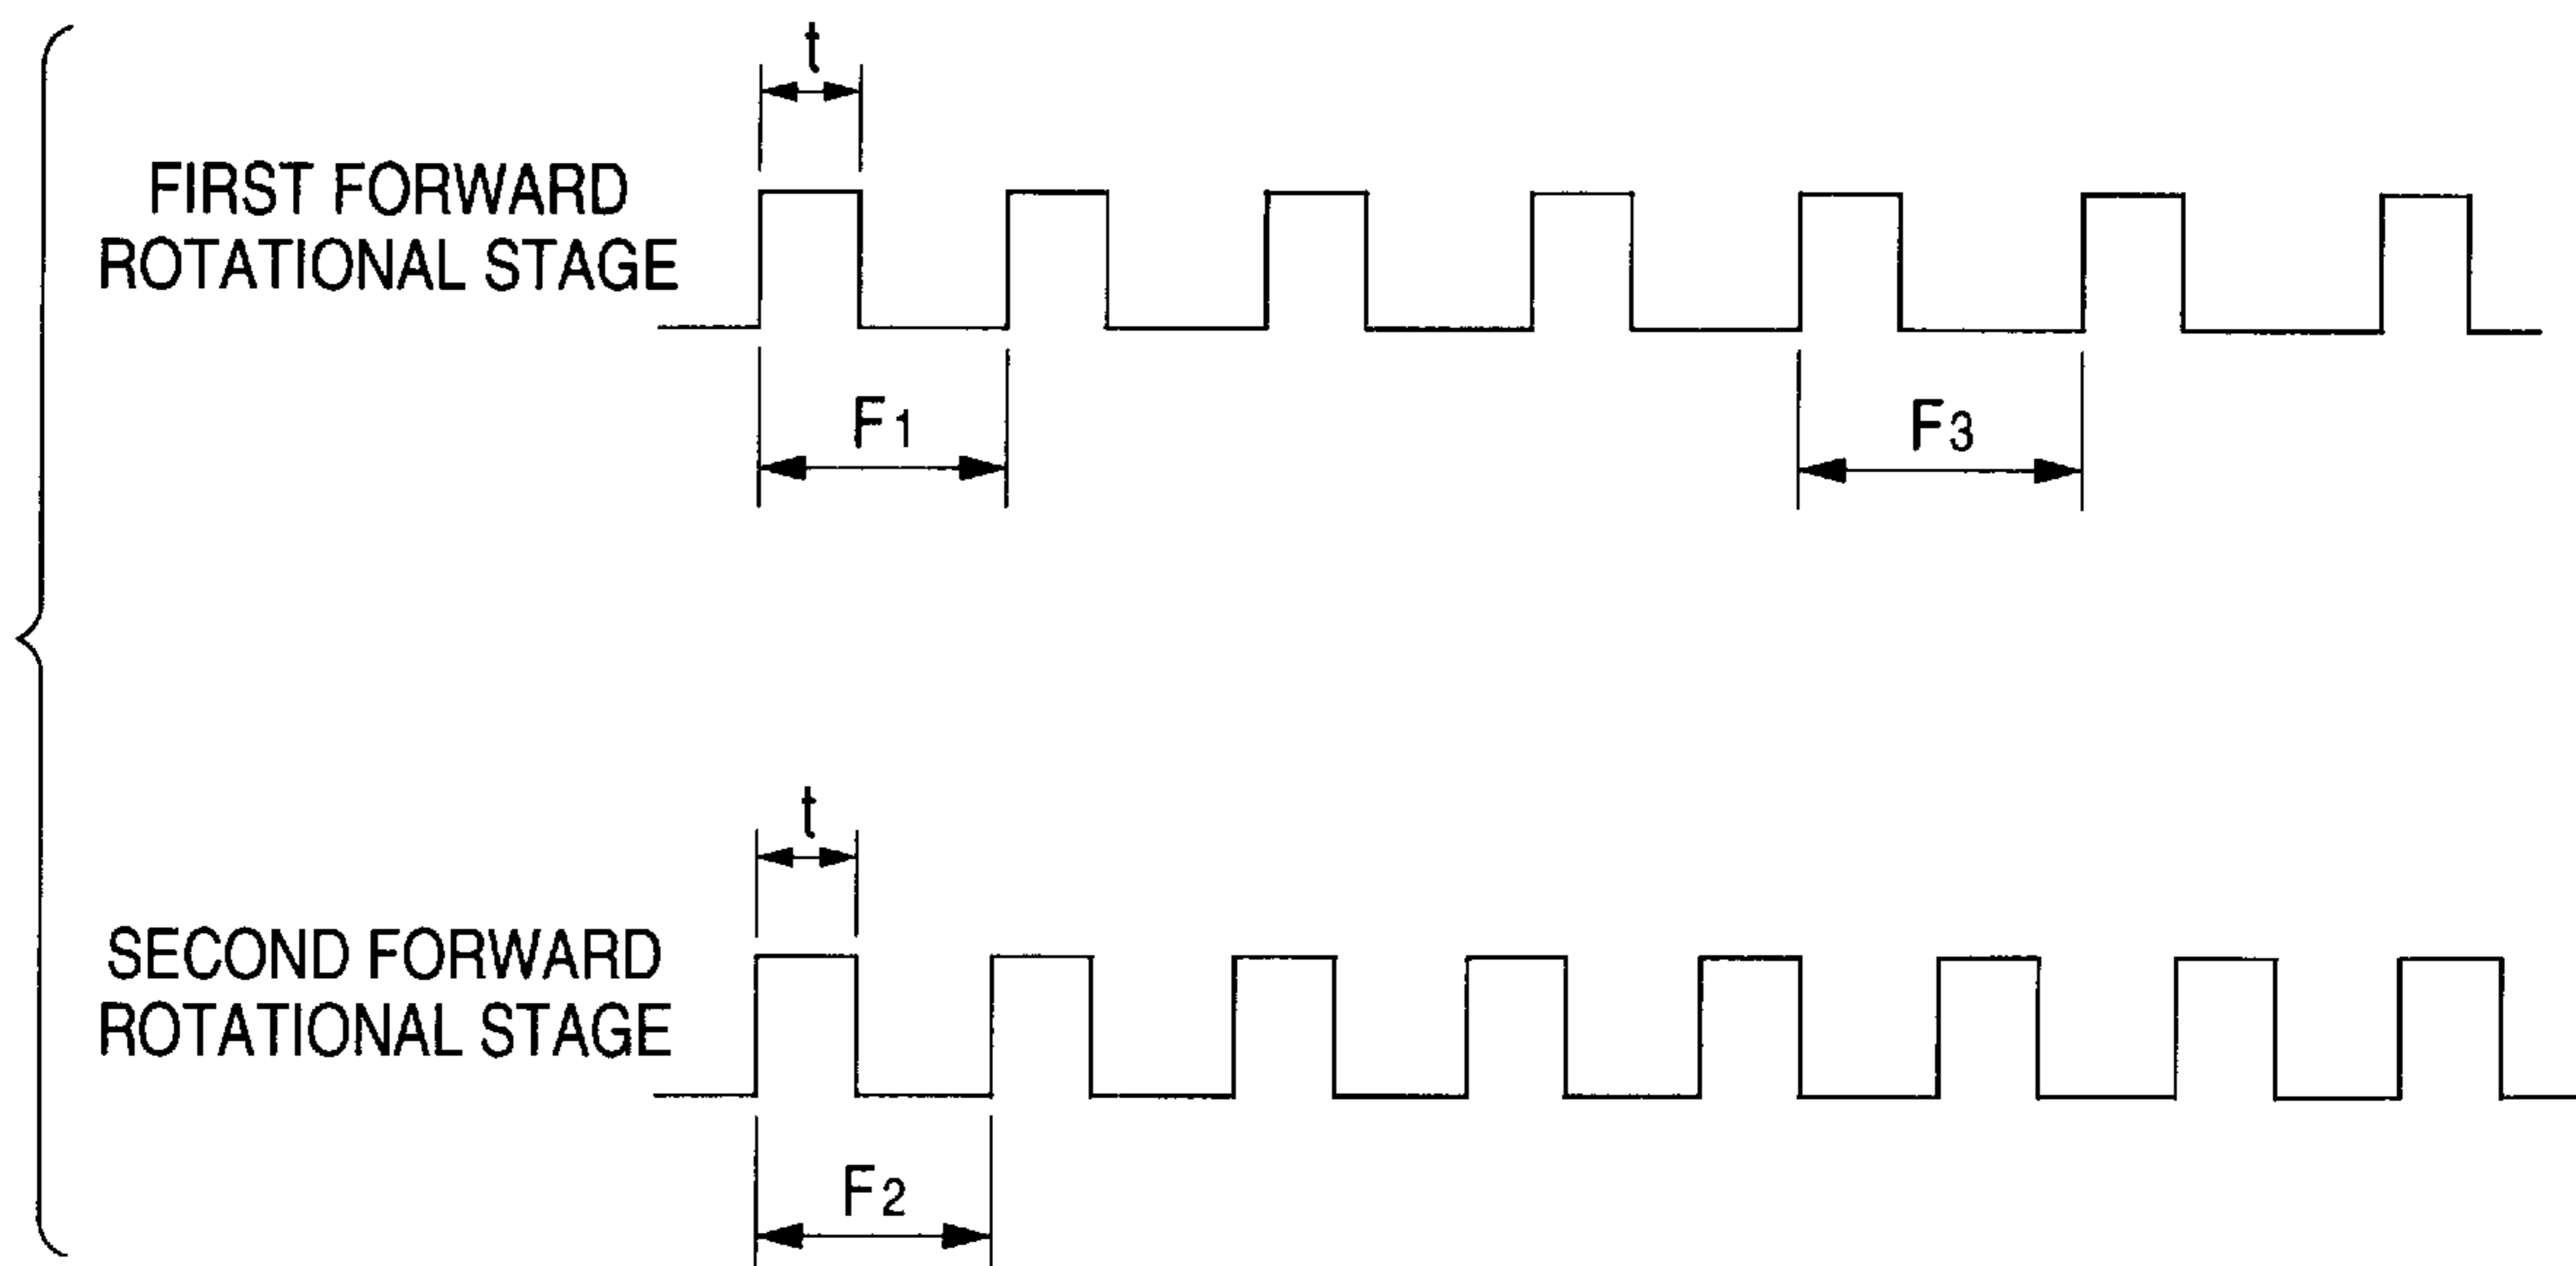 t
FIRST FORWARD
ROTATIONAL STAGE
F1
F3
t
SECOND FORWARD
ROTATIONAL STAGE
F2